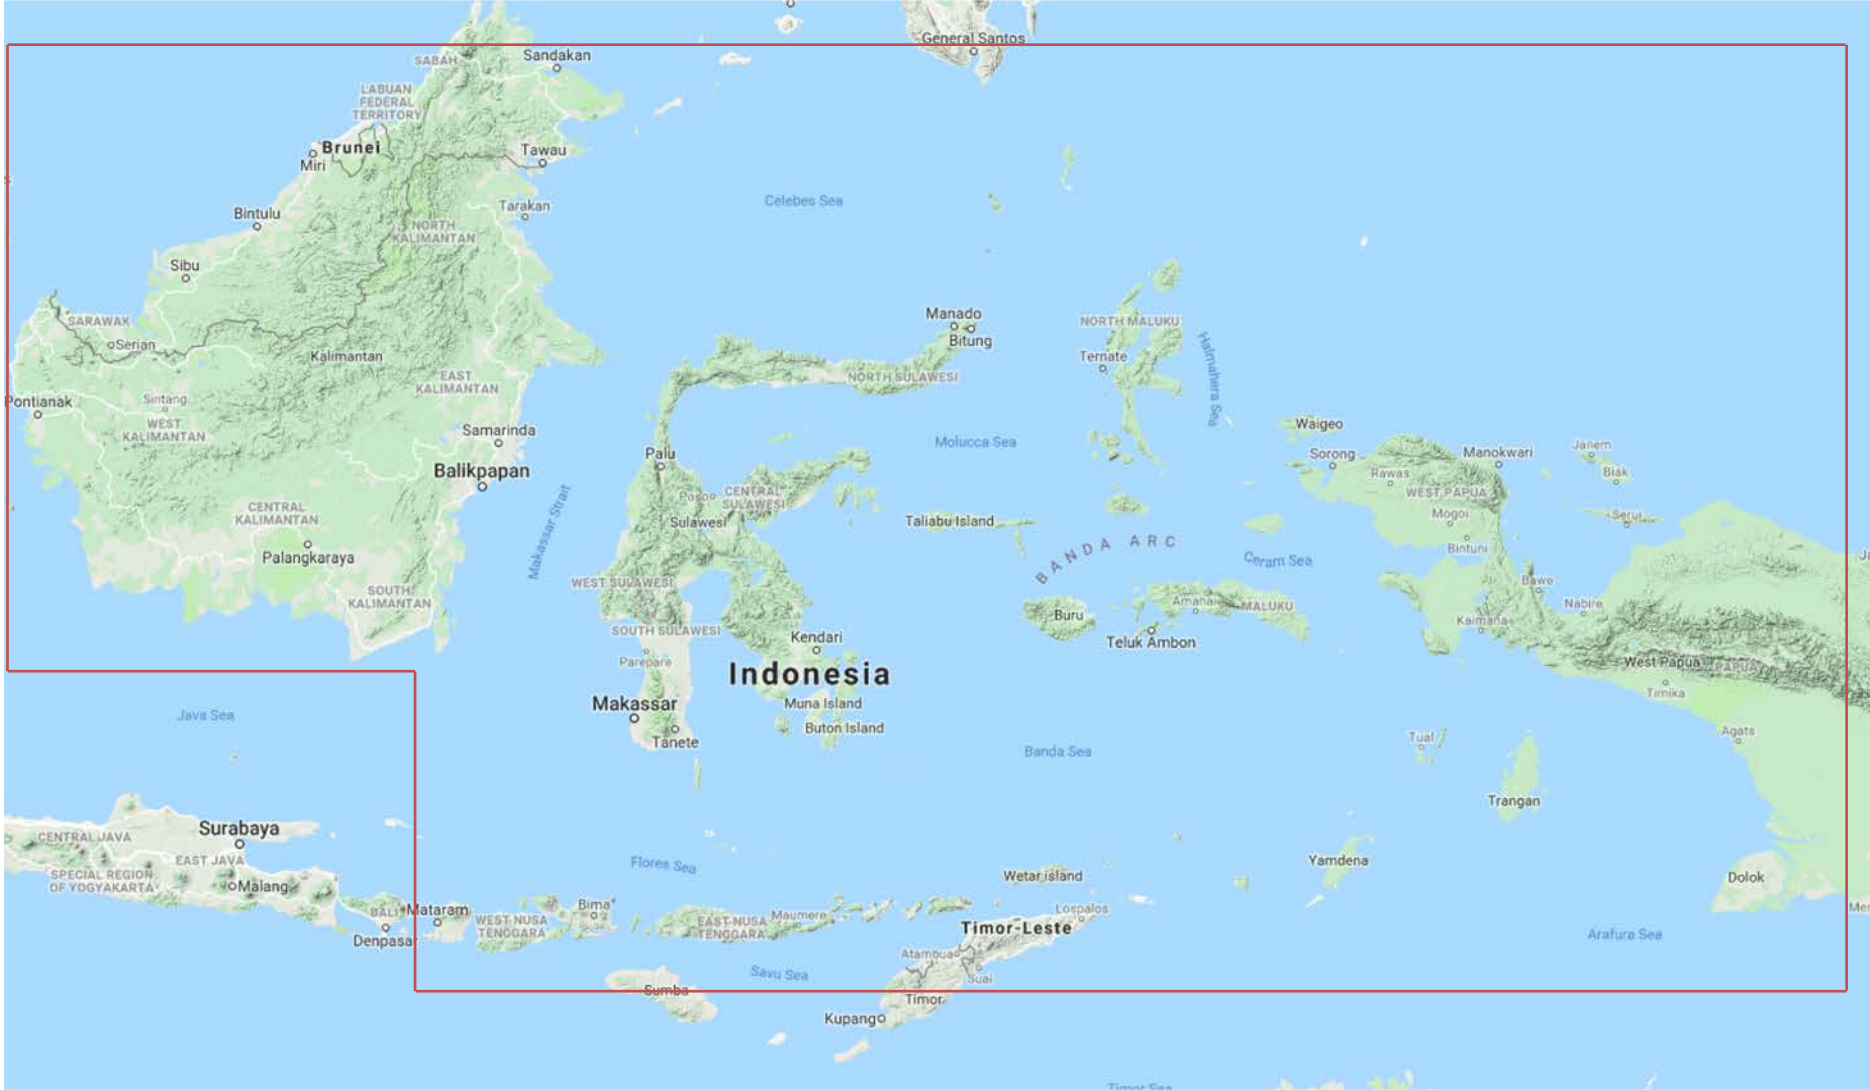 General Santos
SABAH
Sandakan
LABUAN
FEDERAL
TERRITORY
Brunei
Miri
Tawau
Celebes Sea
Tarakan
Bintulu
NORTH
KALIMANTAN
Sibu
SARAWAK
Serian
Kalimantan
Manado
Bitung
NORTH MALUKU
Ternate
Halmahera Sea
EAST
KALIMANTAN
NORTH SULAWESI
Pontianak
Sintang
WEST
KALIMANTAN
Samarinda
Balikpapan
Molucca Sea
Waigeo
Palu
Sorong
Manokwari
Janem
Biak
Rawas
WEST PAPUA
Makassar Strait
Poso
CENTRAL
SULAWESI
Sulawesi
Taliabu Island
Mogoi
Serui
CENTRAL
KALIMANTAN
Palangkaraya
BANDA ARC
Ceram Sea
Bintuni
WEST SULAWESI
SOUTH
KALIMANTAN
Bawe
Nabire
Amahai
MALUKU
Buru
Kaimana
SOUTH SULAWESI
Kendari
Teluk Ambon
Parepare
Indonesia
West Papua
PAPUA
Timika
Makassar
Muna Island
Java Sea
Tanete
Buton Island
Banda Sea
Tual
Agats
Trangan
Surabaya
CENTRAL JAVA
EAST JAVA
SPECIAL REGION
OF YOGYAKARTA
Malang
Flores Sea
Wetar island
Yamdena
Dolok
BALI
Mataram
Denpasar
WEST NUSA
TENGGARA
Bima
EAST NUSA
TENGGARA
Maumere
Lospalos
Timor-Leste
Arafura Sea
Atambua
Suai
Savu Sea
Sumba
Timor
Kupang
Timor Sea